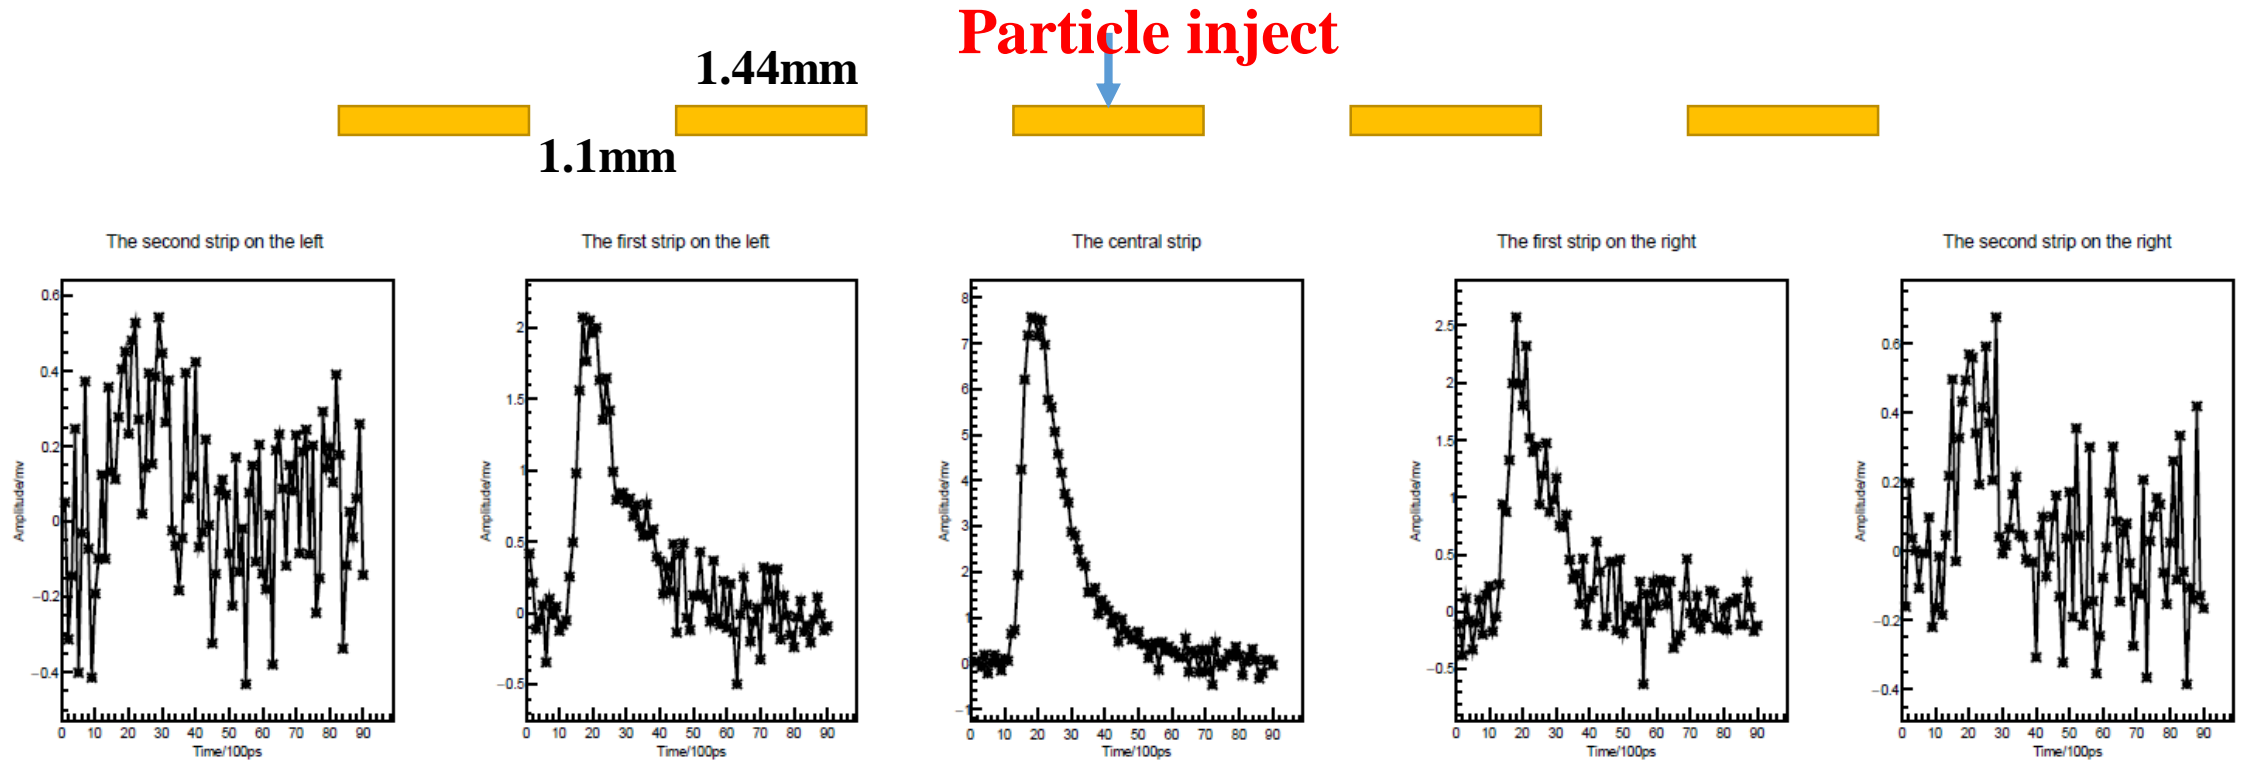 Particle inject
1.44mm
1.1mm
The second strip on the left
0.6
0.4
0.2
0
−0.2
−0.4
Amplitude/mv
0 10 20 30 40 50 60 70 80 90
Time/100ps
The first strip on the left
2
1.5
1
0.5
0
−0.5
Amplitude/mv
0 10 20 30 40 50 60 70 80 90
Time/100ps
The central strip
8
7
6
5
4
3
2
1
0
−1
Amplitude/mv
0 10 20 30 40 50 60 70 80 90
Time/100ps
The first strip on the right
2.5
2
1.5
1
0.5
0
−0.5
Amplitude/mv
0 10 20 30 40 50 60 70 80 90
Time/100ps
The second strip on the right
0.6
0.4
0.2
0
−0.2
−0.4
Amplitude/mv
0 10 20 30 40 50 60 70 80 90
Time/100ps